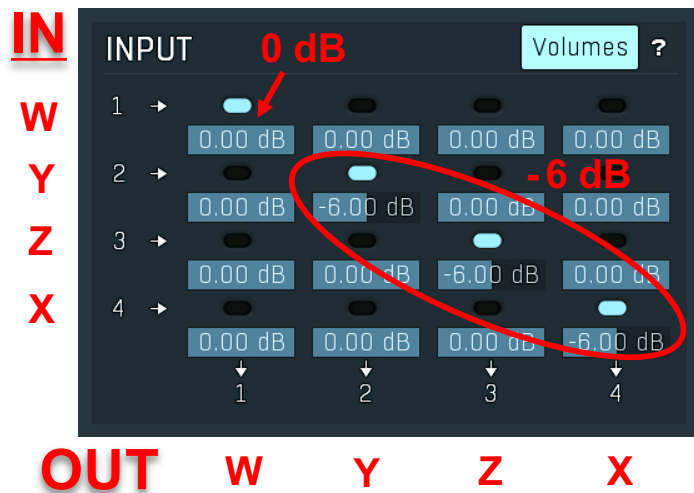 IN
INPUT
0 dB
Volumes ?
W
1
0.00 dB 0.00 dB 0.00 dB 0.00 dB
Y
2
-6 dB
0.00 dB -6.00 dB 0.00 dB 0.00 dB
Z
3
0.00 dB 0.00 dB -6.00 dB 0.00 dB
X
4
0.00 dB 0.00 dB 0.00 dB -6.00 dB
1 2 3 4
OUT W Y Z X